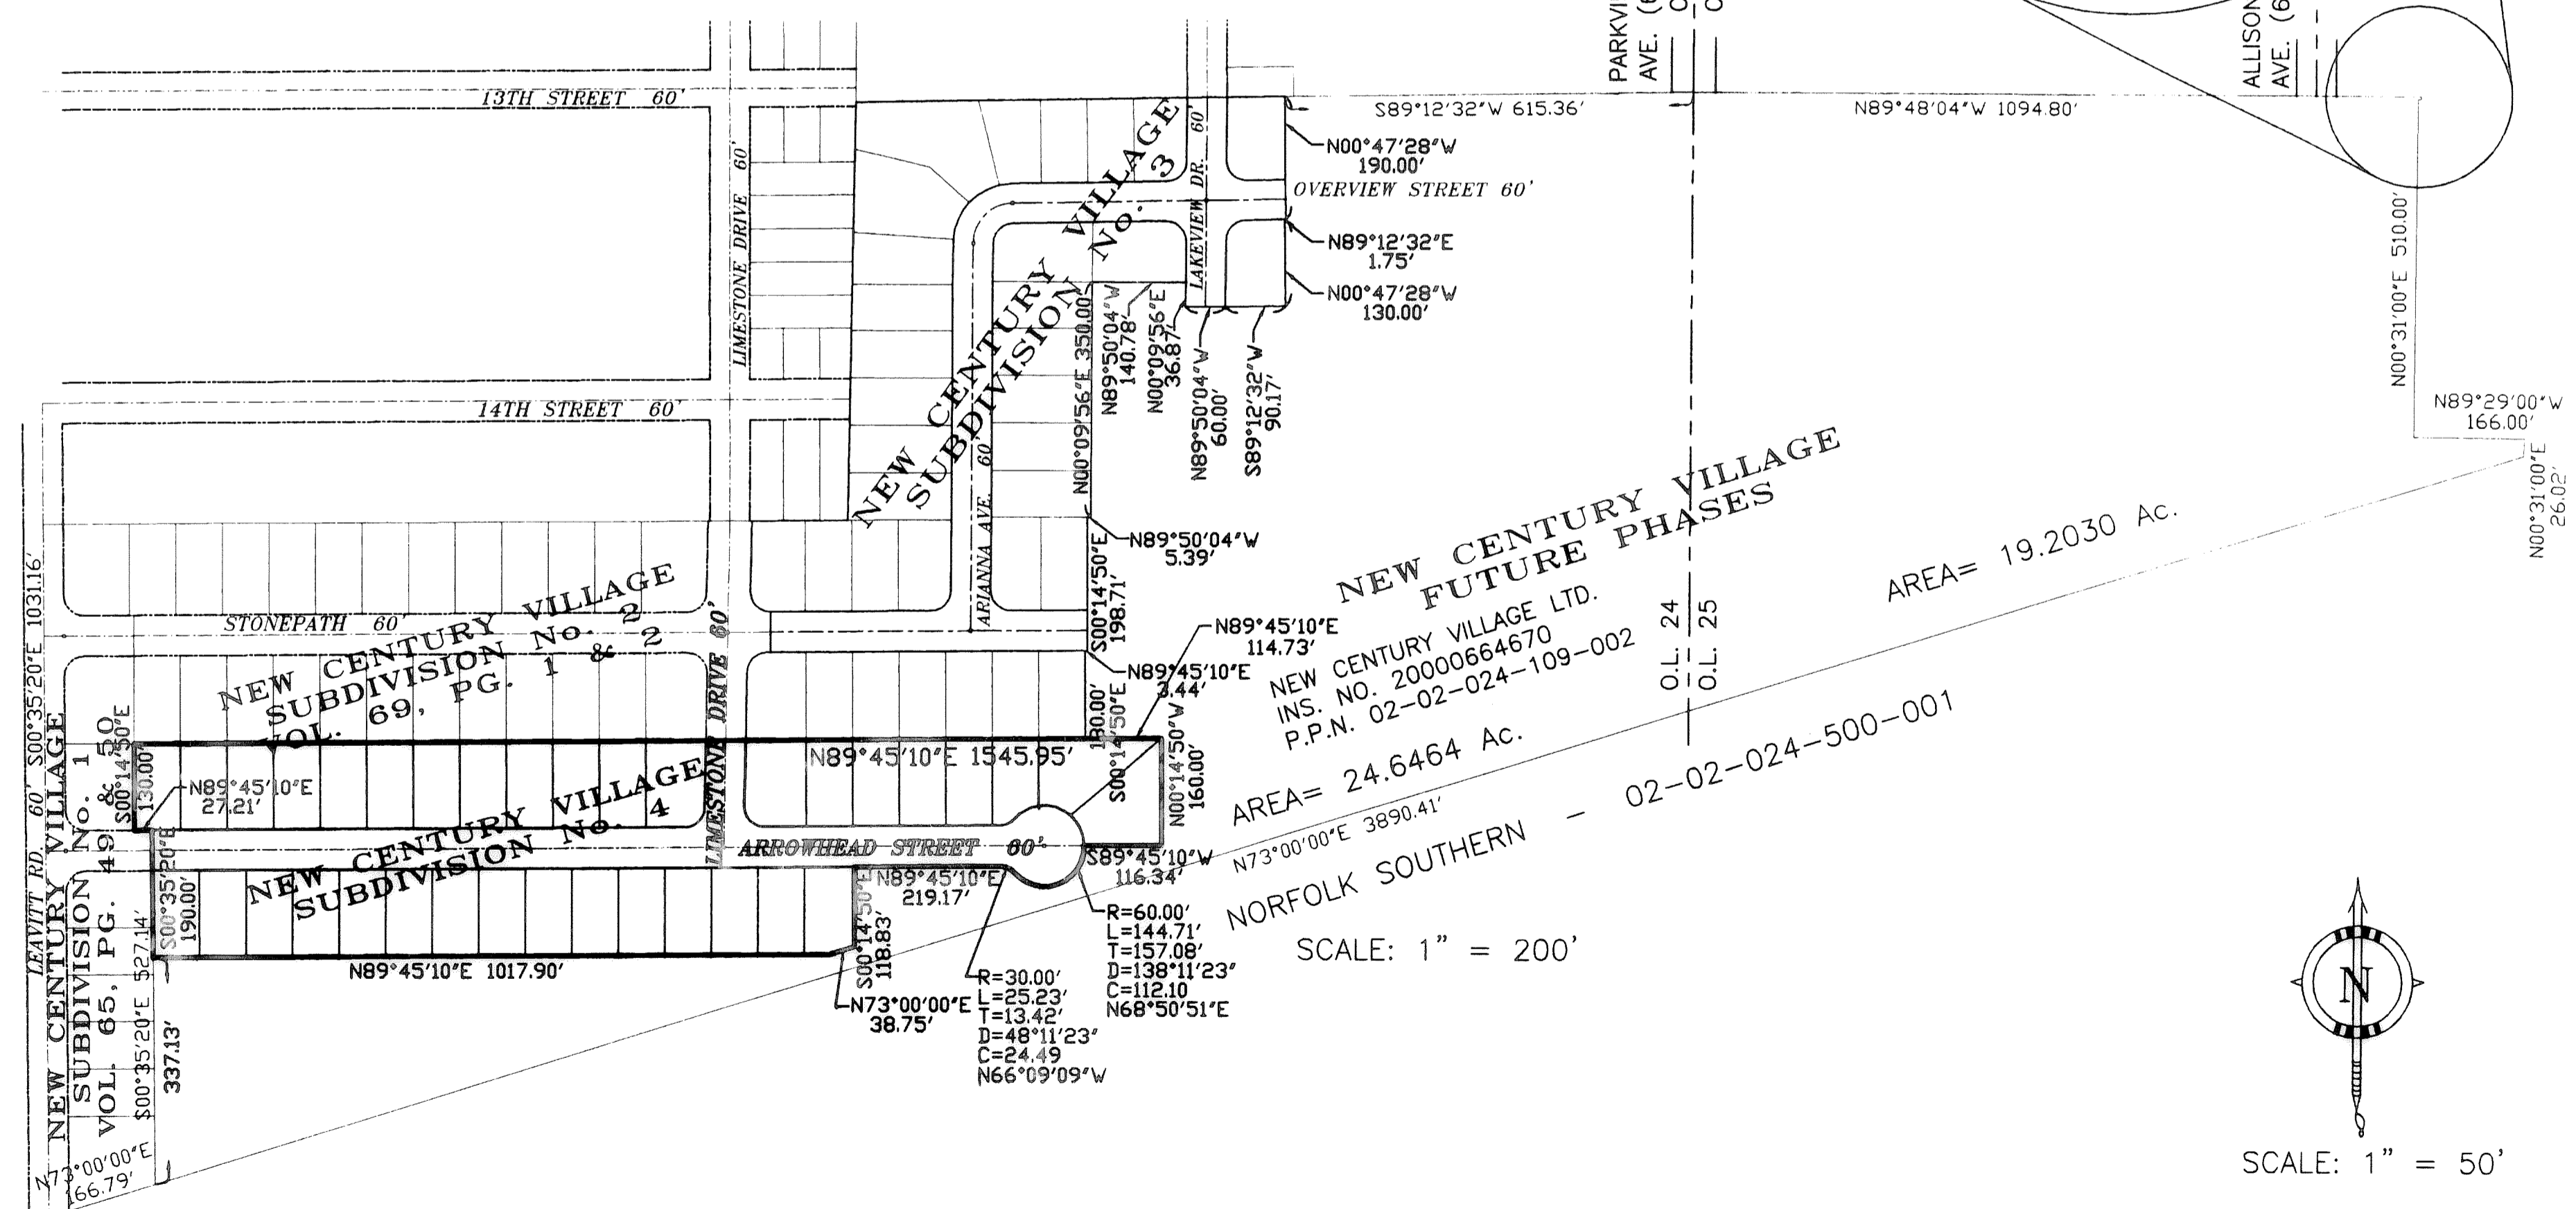 PARKVI
AVE. (6
ALLISON
AVE. (6
13TH STREET 60'
S89°12'32"W 615.36'
N89°48'04"W 1094.80'
N00°47'28"W
190.00'
OVERVIEW STREET 60'
N89°12'32"E
1.75'
N00°47'28"W
130.00'
LIMESTONE DRIVE 60'
LAKEVIEW DR. 60'
NEW CENTURY VILLAGE
SUBDIVISION No. 3
N00°09'56"E 350.00'
N89°50'04"W
140.78'
N00°09'56"E
36.87'
N89°50'04"W
60.00'
S89°12'32"W
90.17'
N00°31'00"E 510.00'
N89°29'00"W
166.00'
N00°31'00"E
26.02'
14TH STREET 60'
ARIANNA AVE. 60'
N89°50'04"W
5.39'
S00°14'50"E
198.71'
NEW CENTURY VILLAGE
FUTURE PHASES
NEW CENTURY VILLAGE LTD.
INS. NO. 20000664670
P.P.N. 02-02-024-109-002
O.L. 24
O.L. 25
AREA= 19.2030 Ac.
AREA= 24.6464 Ac.
N73°00'00"E 3890.41'
NORFOLK SOUTHERN - 02-02-024-500-001
STONEPATH 60'
NEW CENTURY VILLAGE
SUBDIVISION No. 2
VOL. 69, PG. 1 & 2
N89°45'10"E
114.73'
N89°45'10"E
3.44'
S00°14'50"E
130.00'
N89°45'10"E 1545.95'
N00°14'50"W
160.00'
LEAVITT RD. 60'
S00°35'20"E 1031.16'
NEW CENTURY VILLAGE
SUBDIVISION No. 1
VOL. 65, PG. 49 & 50
S00°14'50"E
130.00'
N89°45'10"E
27.21'
LIMESTONE DRIVE 60'
NEW CENTURY VILLAGE
SUBDIVISION No. 4
ARROWHEAD STREET 60'
S89°45'10"W
116.34'
S00°35'20"E
190.00'
N89°45'10"E
219.17'
S00°14'50"E
118.83'
N89°45'10"E 1017.90'
N73°00'00"E
38.75'
R=30.00'
L=25.23'
T=13.42'
D=48°11'23"
C=24.49
N66°09'09"W
R=60.00'
L=144.71'
T=157.08'
D=138°11'23"
C=112.10
N68°50'51"E
S00°35'20"E 527.14'
337.13'
N73°00'00"E
166.79'
SCALE: 1" = 200'
N
SCALE: 1" = 50'